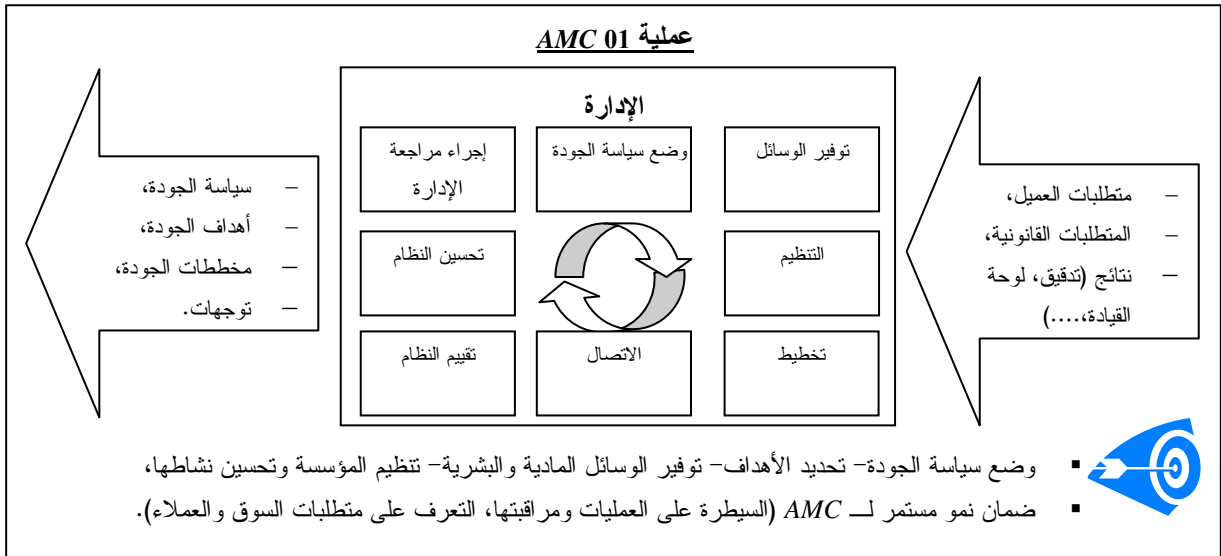 عملية AMC 01
الإدارة
توفير الوسائل
وضع سياسة الجودة
إجراء مراجعة
الإدارة
التنظيم
تحسين النظام
تخطيط
الاتصال
تقييم النظام
– متطلبات العميل،
– المتطلبات القانونية،
– نتائج (تدقيق، لوحة
القيادة،....)
– سياسة الجودة،
– أهداف الجودة،
– مخططات الجودة،
– توجهات.
▪ وضع سياسة الجودة– تحديد الأهداف– توفير الوسائل المادية والبشرية– تنظيم المؤسسة وتحسين نشاطها،
▪ ضمان نمو مستمر لـــ AMC (السيطرة على العمليات ومراقبتها، التعرف على متطلبات السوق والعملاء).